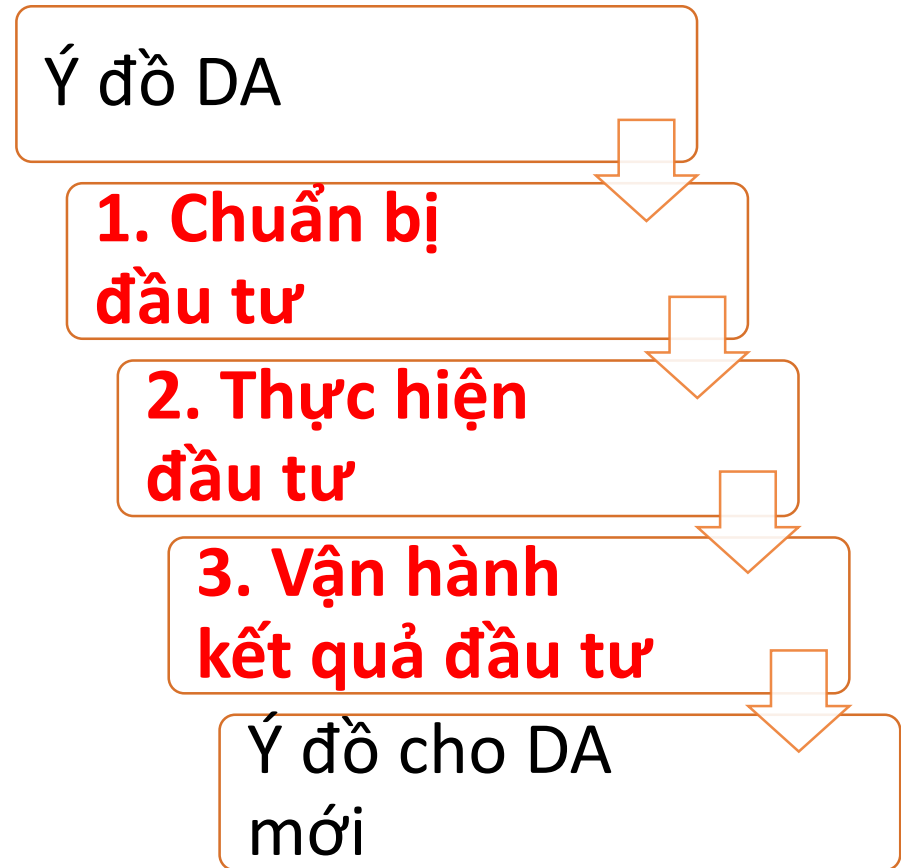 Ý đồ DA
1. Chuẩn bị
đầu tư
2. Thực hiện
đầu tư
3. Vận hành
kết quả đầu tư
Ý đồ cho DA
mới